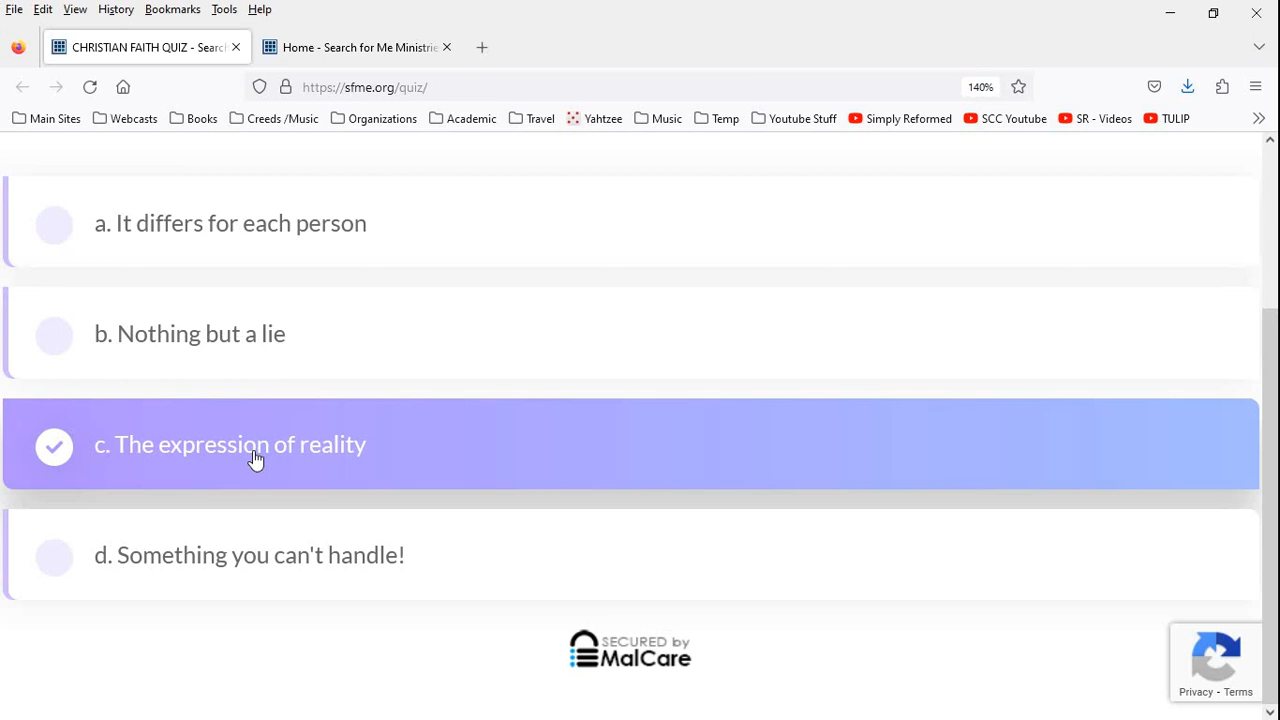 File Edit View History Bookmarks Tools Help
CHRISTIAN FAITH QUIZ - Searc
Home - Search for Me Ministrie
https://sfme.org/quiz/
140%
Main Sites Webcasts Books Creeds /Music Organizations Academic Travel Yahtzee Music Temp Youtube Stuff Simply Reformed SCC Youtube SR - Videos TULIP
a. It differs for each person
b. Nothing but a lie
c. The expression of reality
d. Something you can't handle!
SECURED by
MalCare
Privacy - Terms